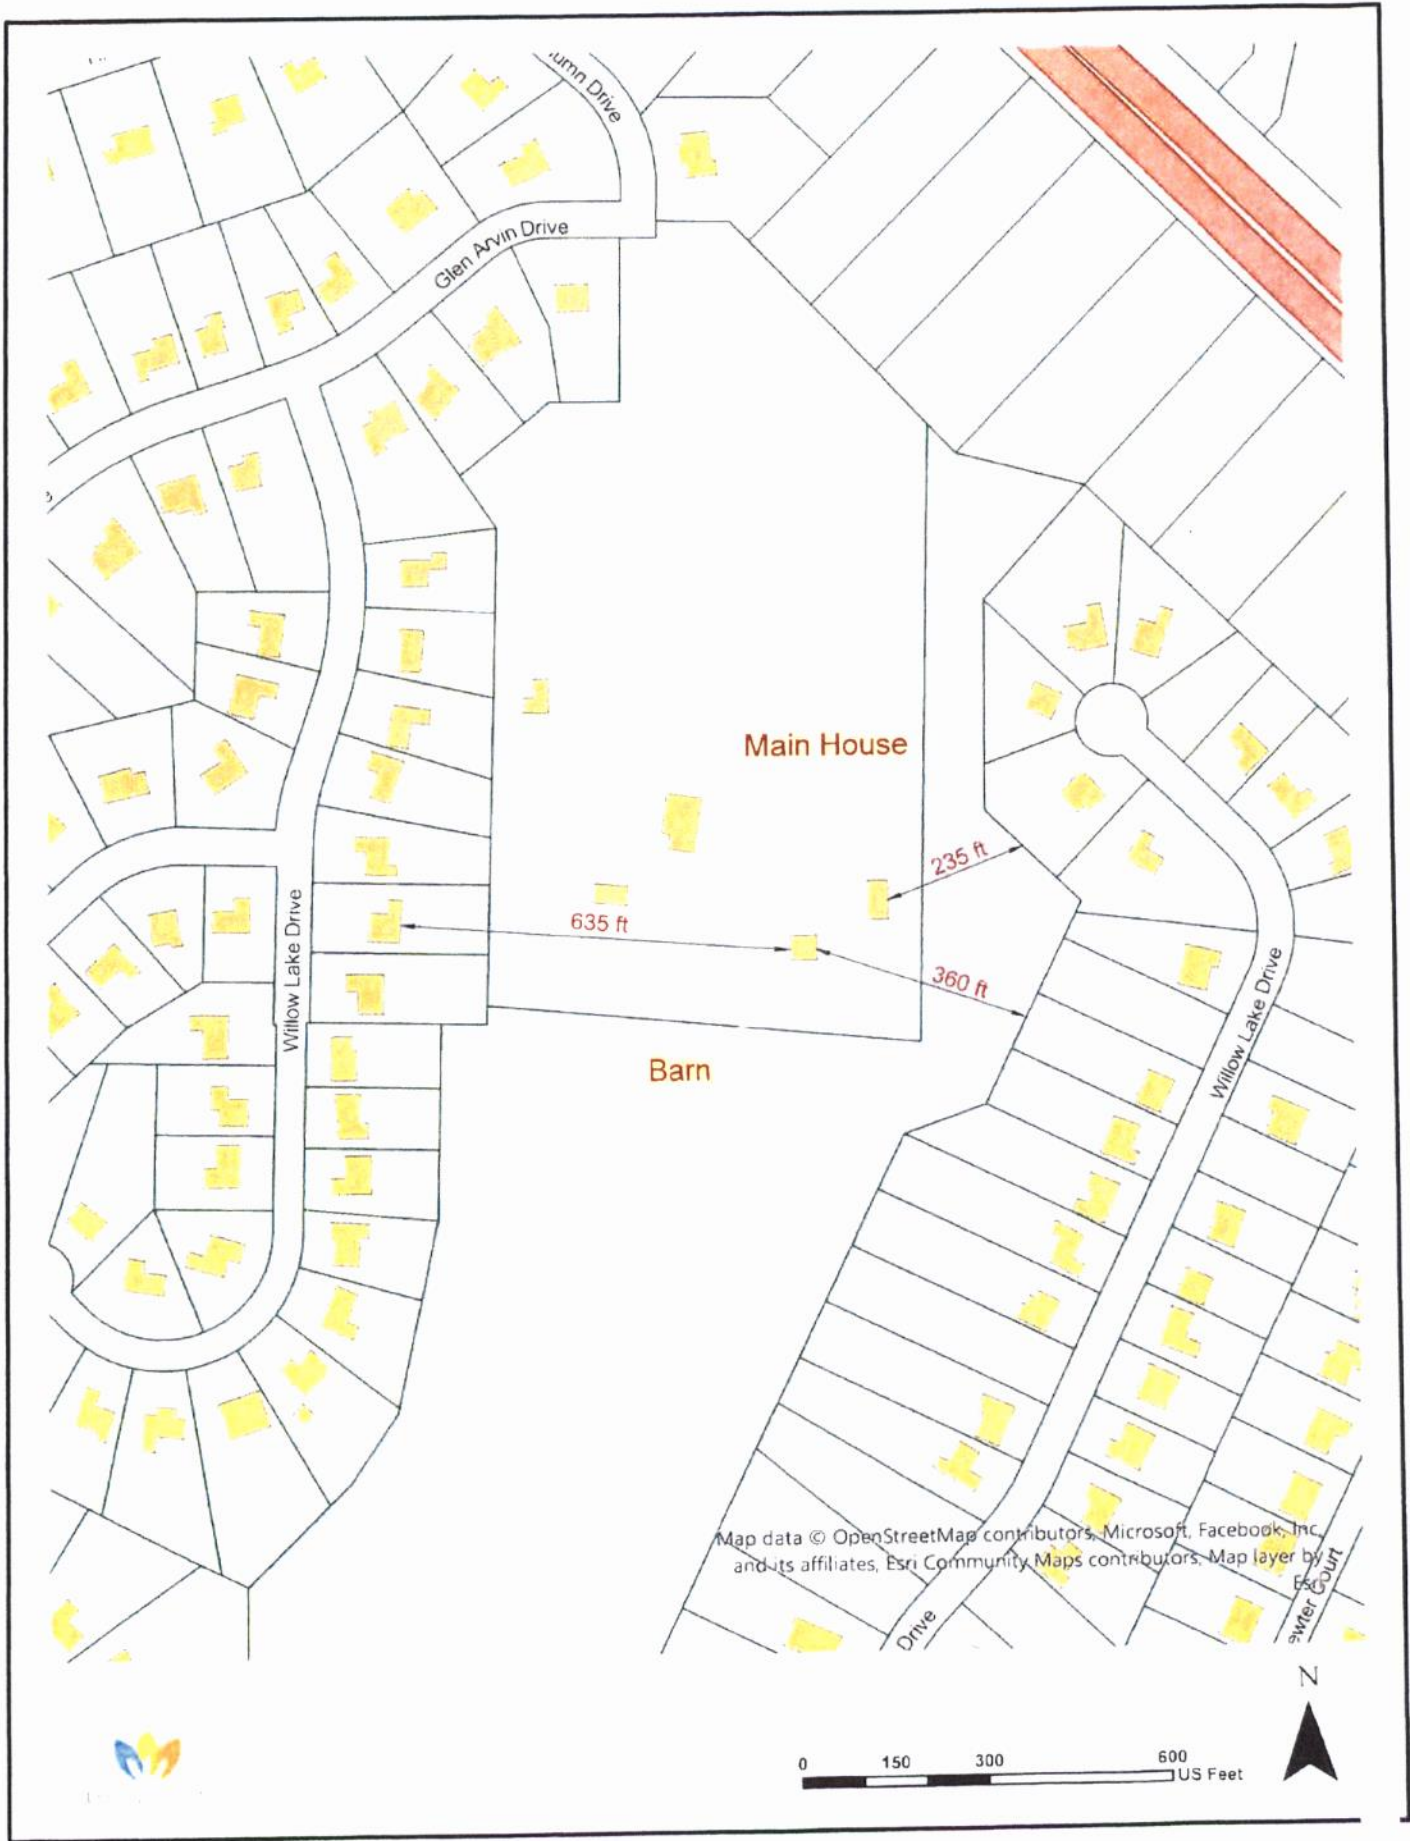 umn Drive
Glen Arvin Drive
Main House
235 ft
635 ft
360 ft
Willow Lake Drive
Willow Lake Drive
Barn
Map data © OpenStreetMap contributors, Microsoft, Facebook, Inc.
and its affiliates, Esri Community Maps contributors, Map layer by
Esri
ewter Court
Drive
N
0 150 300 600
US Feet